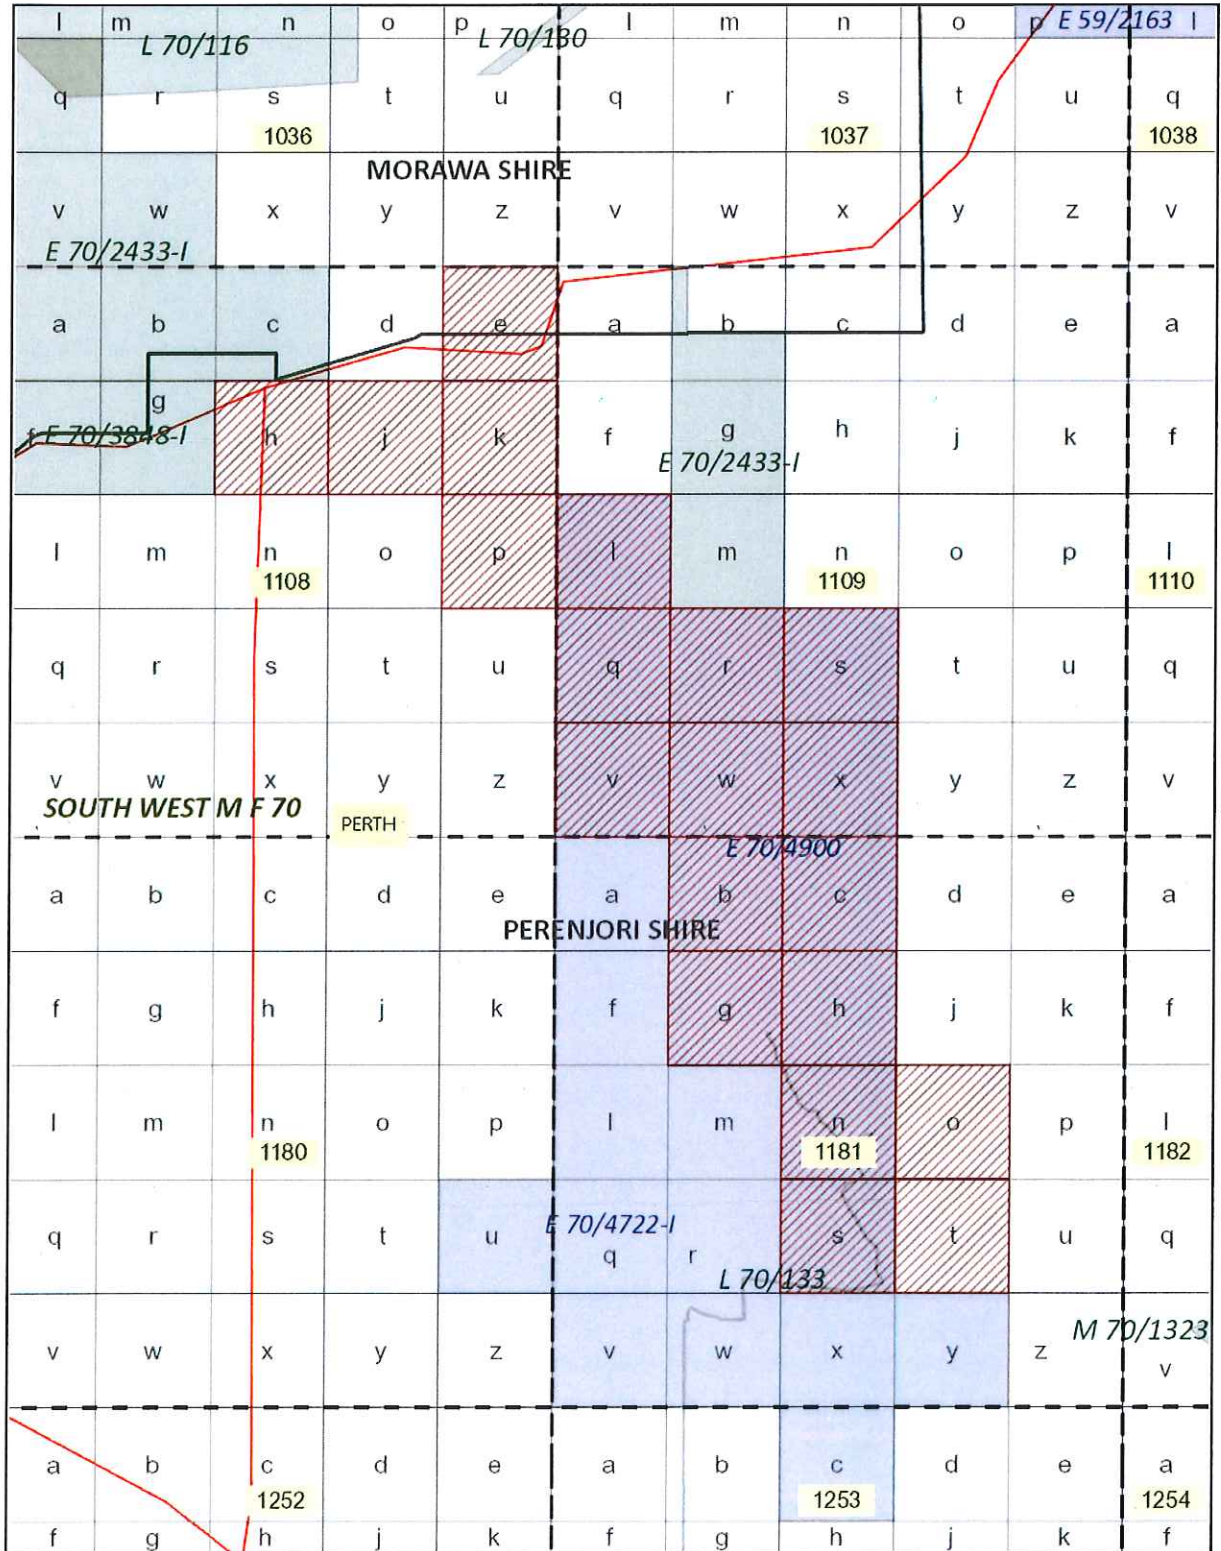 l m n o p l m n o p E 59/2163 l
L 70/116 L 70/130
q r s t u q r s t u q
1036 1037 1038
MORAWA SHIRE
v w x y z v w x y z v
E 70/2433-I
a b c d e a b c d e a
g
f E 70/3848-I h j k f g h j k f
E 70/2433-I
l m n o p l m n o p l
1108 1109 1110
q r s t u q r s t u q
v w x y z v w x y z v
SOUTH WEST M F 70
PERTH
E 70/4900
a b c d e a b c d e a
PERENJORI SHIRE
f g h j k f g h j k f
l m n o p l m n o p l
1180 1181 1182
q r s t u E 70/4722-I s t u q
q r
L 70/133
M 70/1323
v w x y z v w x y z v
a b c d e a b c d e a
1252 1253 1254
f g h j k f g h j k f